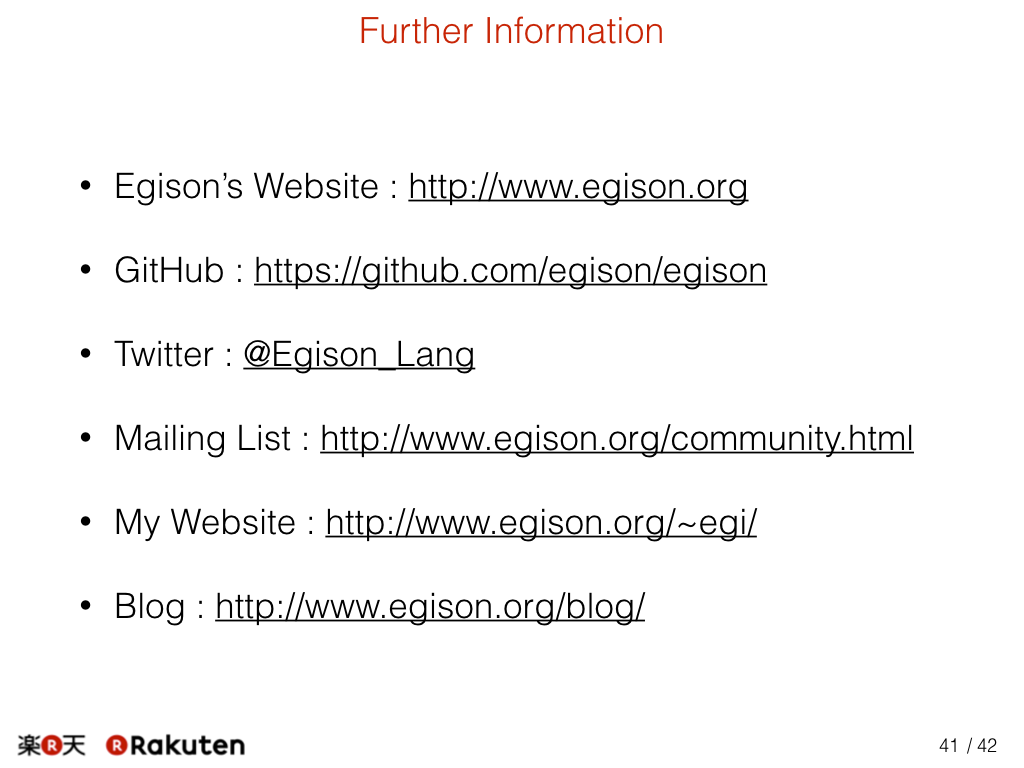 Further Information
• Egison’s Website : http://www.egison.org
• GitHub : https://github.com/egison/egison
• Twitter : @Egison_Lang
• Mailing List : http://www.egison.org/community.html
• My Website : http://www.egison.org/~egi/
• Blog : http://www.egison.org/blog/
楽R天 R Rakuten
41 / 42